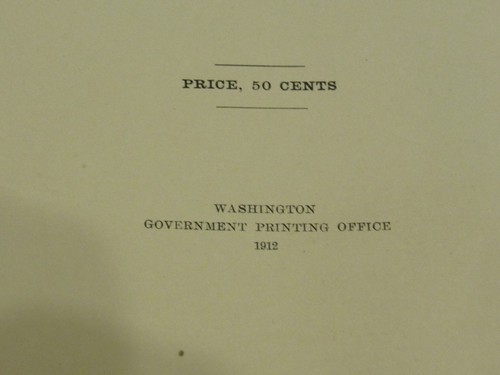 PRICE, 50 CENTS
WASHINGTON
GOVERNMENT PRINTING OFFICE
1912